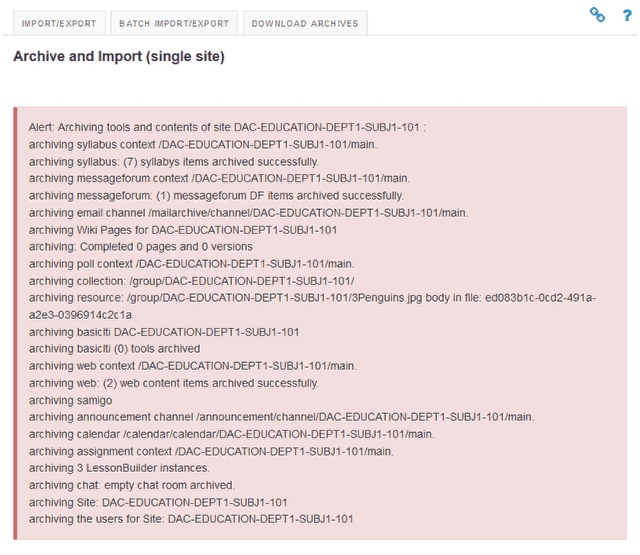 IMPORT/EXPORT
BATCH IMPORT/EXPORT
DOWNLOAD ARCHIVES
?
Archive and Import (single site)
Alert: Archiving tools and contents of site DAC-EDUCATION-DEPT1-SUBJ1-101 :
archiving syllabus context /DAC-EDUCATION-DEPT1-SUBJ1-101/main.
archiving syllabus: (7) syllabys items archived successfully.
archiving messageforum context /DAC-EDUCATION-DEPT1-SUBJ1-101/main.
archiving messageforum: (1) messageforum DF items archived successfully.
archiving email channel /mailarchive/channel/DAC-EDUCATION-DEPT1-SUBJ1-101/main.
archiving Wiki Pages for DAC-EDUCATION-DEPT1-SUBJ1-101
archiving: Completed 0 pages and 0 versions
archiving poll context /DAC-EDUCATION-DEPT1-SUBJ1-101/main.
archiving collection: /group/DAC-EDUCATION-DEPT1-SUBJ1-101/
archiving resource: /group/DAC-EDUCATION-DEPT1-SUBJ1-101/3Penguins.jpg body in file: ed083b1c-0cd2-491a-
a2e3-0396914c2c1a
archiving basiclti DAC-EDUCATION-DEPT1-SUBJ1-101
archiving basiclti (0) tools archived
archiving web context /DAC-EDUCATION-DEPT1-SUBJ1-101/main.
archiving web: (2) web content items archived successfully.
archiving samigo
archiving announcement channel /announcement/channel/DAC-EDUCATION-DEPT1-SUBJ1-101/main.
archiving calendar /calendar/calendar/DAC-EDUCATION-DEPT1-SUBJ1-101/main.
archiving assignment context /DAC-EDUCATION-DEPT1-SUBJ1-101/main.
archiving 3 LessonBuilder instances.
archiving chat: empty chat room archived.
archiving Site: DAC-EDUCATION-DEPT1-SUBJ1-101
archiving the users for Site: DAC-EDUCATION-DEPT1-SUBJ1-101